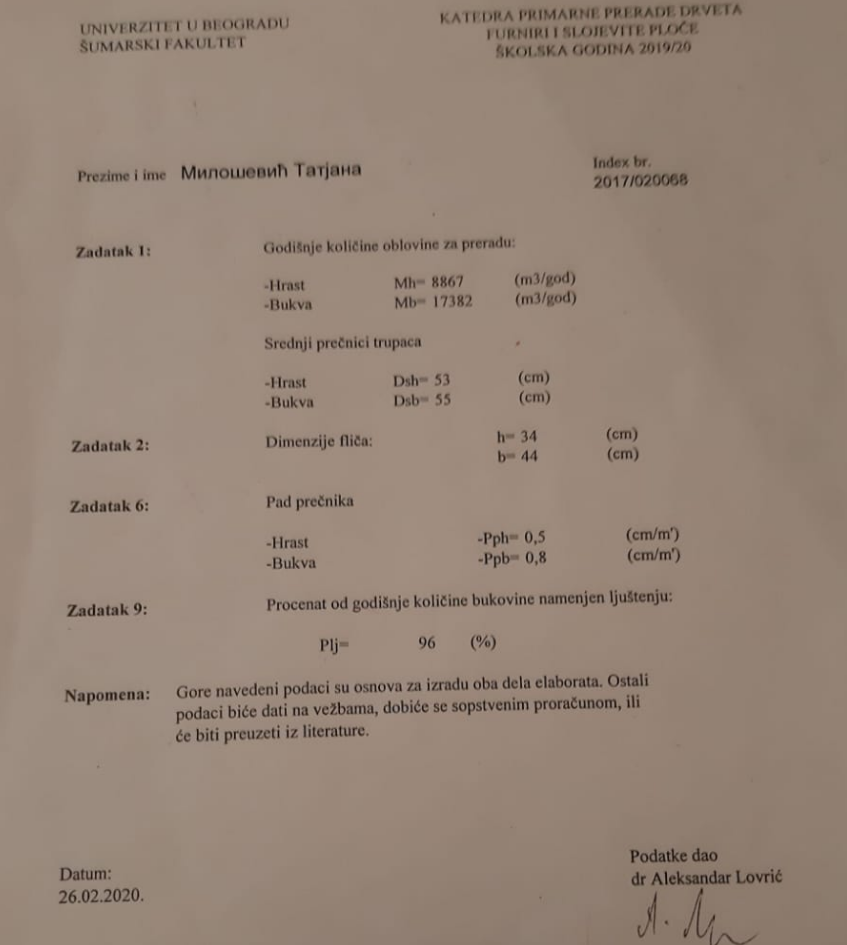 UNIVERZITET U BEOGRADU
ŠUMARSKI FAKULTET
KATEDRA PRIMARNE PRERADE DRVETA
FURNIRI I SLOJEVITE PLOČE
ŠKOLSKA GODINA 2019/20
Prezime i ime Милошевић Татјана
Index br.
2017/020068
Zadatak 1: Godišnje količine oblovine za preradu:
-Hrast Mh= 8867 (m3/god)
-Bukva Mb= 17382 (m3/god)
Srednji prečnici trupaca
-Hrast Dsh= 53 (cm)
-Bukva Dsb= 55 (cm)
Zadatak 2: Dimenzije fliča: h= 34 (cm)
b= 44 (cm)
Zadatak 6: Pad prečnika
-Hrast -Pph= 0,5 (cm/m')
-Bukva -Ppb= 0,8 (cm/m')
Zadatak 9: Procenat od godišnje količine bukovine namenjen ljuštenju:
Plj= 96 (%)
Napomena: Gore navedeni podaci su osnova za izradu oba dela elaborata. Ostali
podaci biće dati na vežbama, dobiće se sopstvenim proračunom, ili
će biti preuzeti iz literature.
Datum:
26.02.2020.
Podatke dao
dr Aleksandar Lovrić